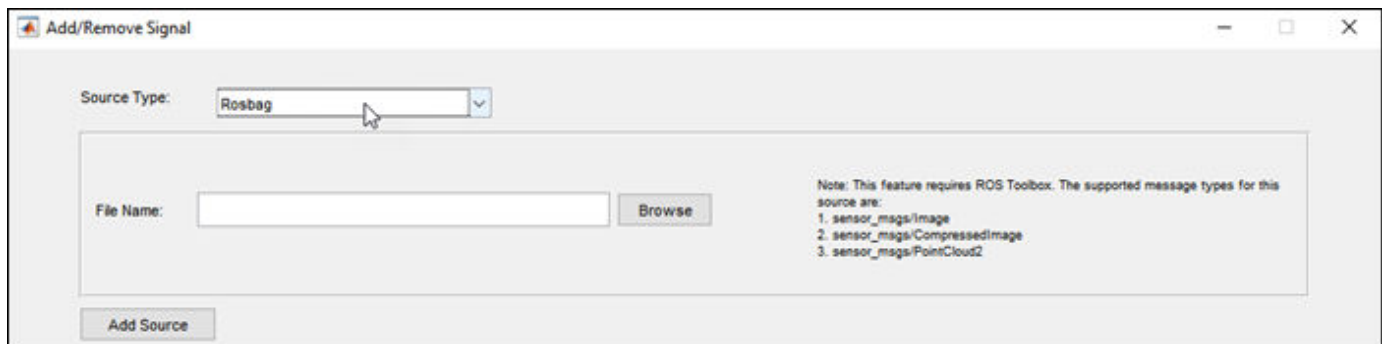 Add/Remove Signal
Source Type:
Rosbag
File Name:
Browse
Note: This feature requires ROS Toolbox. The supported message types for this
source are:
1. sensor_msgs/Image
2. sensor_msgs/CompressedImage
3. sensor_msgs/PointCloud2
Add Source